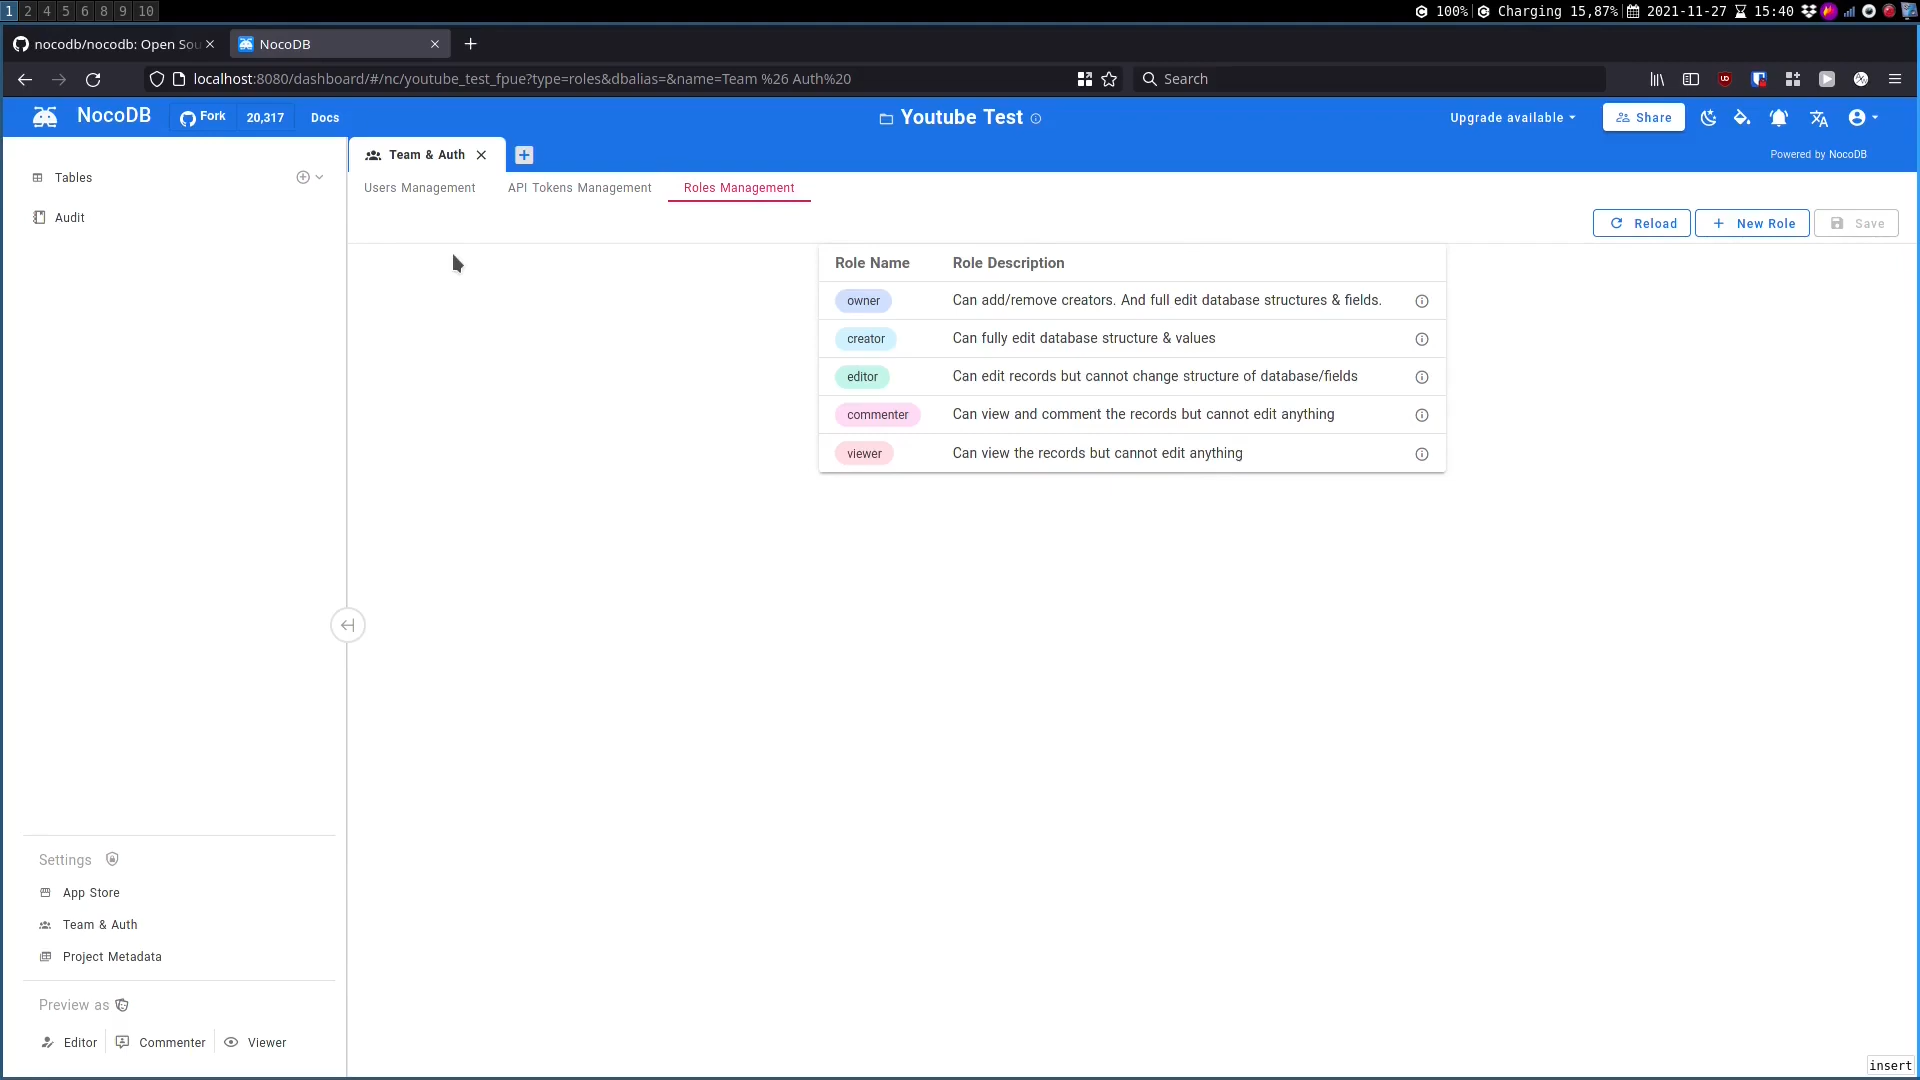 1 2 4 5 6 8 9 10
100% Charging 15,87% 2021-11-27 15:40
nocodb/nocodb: Open Sou
NocoDB
localhost:8080/dashboard/#/nc/youtube_test_fpue?type=roles&dbalias=&name=Team %26 Auth%20
Search
NocoDB
Fork
20,317
Docs
Youtube Test
Upgrade available
Share
Team & Auth
Powered by NocoDB
Tables
Audit
Users Management
API Tokens Management
Roles Management
Reload
New Role
Save
Role Name Role Description
owner Can add/remove creators. And full edit database structures & fields.
creator Can fully edit database structure & values
editor Can edit records but cannot change structure of database/fields
commenter Can view and comment the records but cannot edit anything
viewer Can view the records but cannot edit anything
Settings
App Store
Team & Auth
Project Metadata
Preview as
Editor
Commenter
Viewer
insert